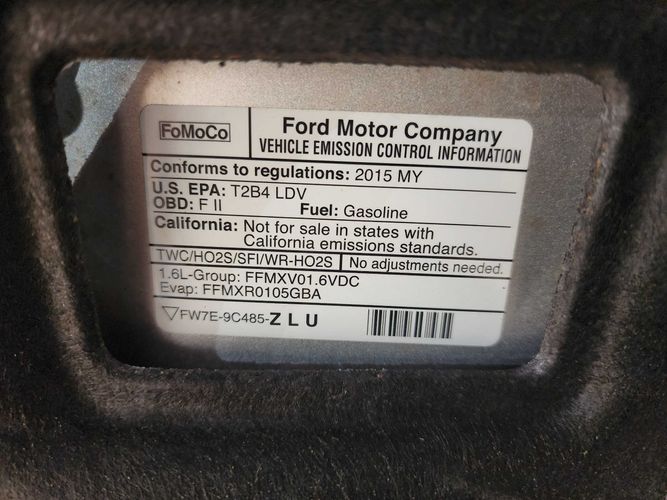 FoMoCo
Ford Motor Company
VEHICLE EMISSION CONTROL INFORMATION
Conforms to regulations: 2015 MY
U.S. EPA: T2B4 LDV
OBD: F II Fuel: Gasoline
California: Not for sale in states with
California emissions standards.
TWC/HO2S/SFI/WR-HO2S No adjustments needed.
1.6L-Group: FFMXV01.6VDC
Evap: FFMXR0105GBA
FW7E-9C485-Z L U